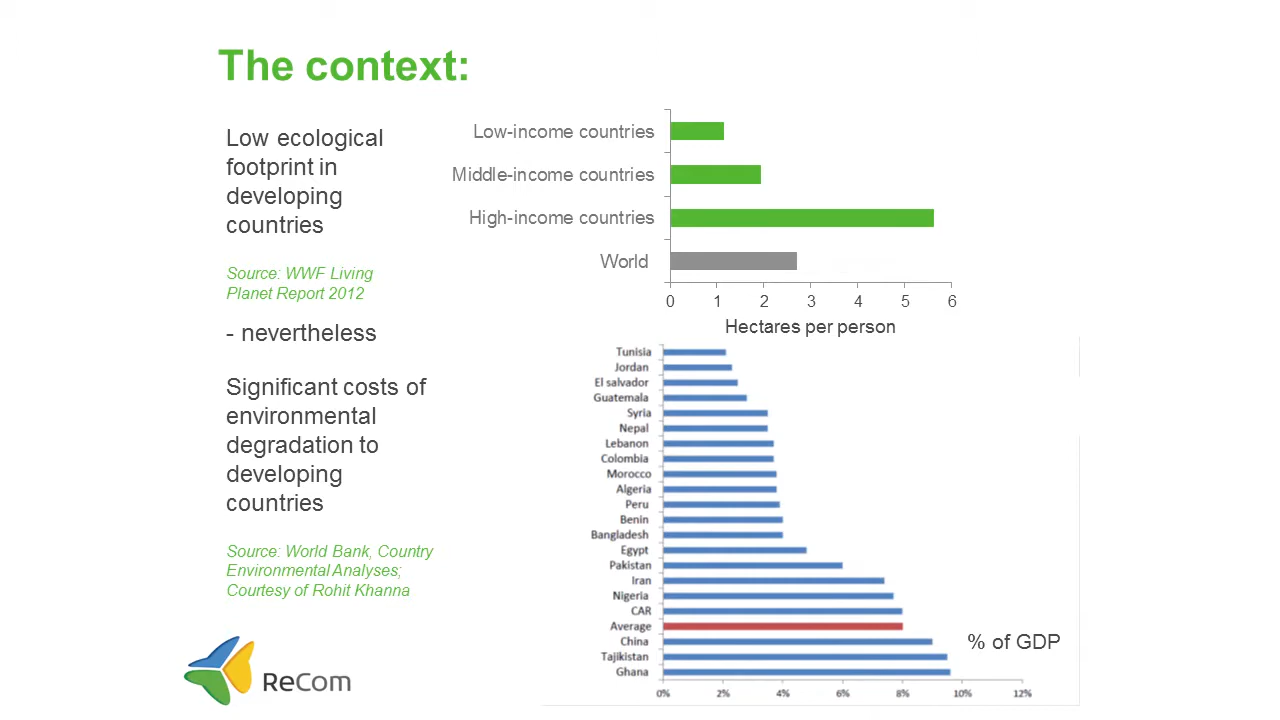 The context:
Low ecological
footprint in
developing
countries
Source: WWF Living
Planet Report 2012
- nevertheless
Significant costs of
environmental
degradation to
developing
countries
Source: World Bank, Country
Environmental Analyses;
Courtesy of Rohit Khanna
ReCom
Low-income countries
Middle-income countries
High-income countries
World
0 1 2 3 4 5 6
Hectares per person
Tunisia
Jordan
El salvador
Guatemala
Syria
Nepal
Lebanon
Colombia
Morocco
Algeria
Peru
Benin
Bangladesh
Egypt
Pakistan
Iran
Nigeria
CAR
Average
China
Tajikistan
Ghana
% of GDP
0% 2% 4% 6% 8% 10% 12%